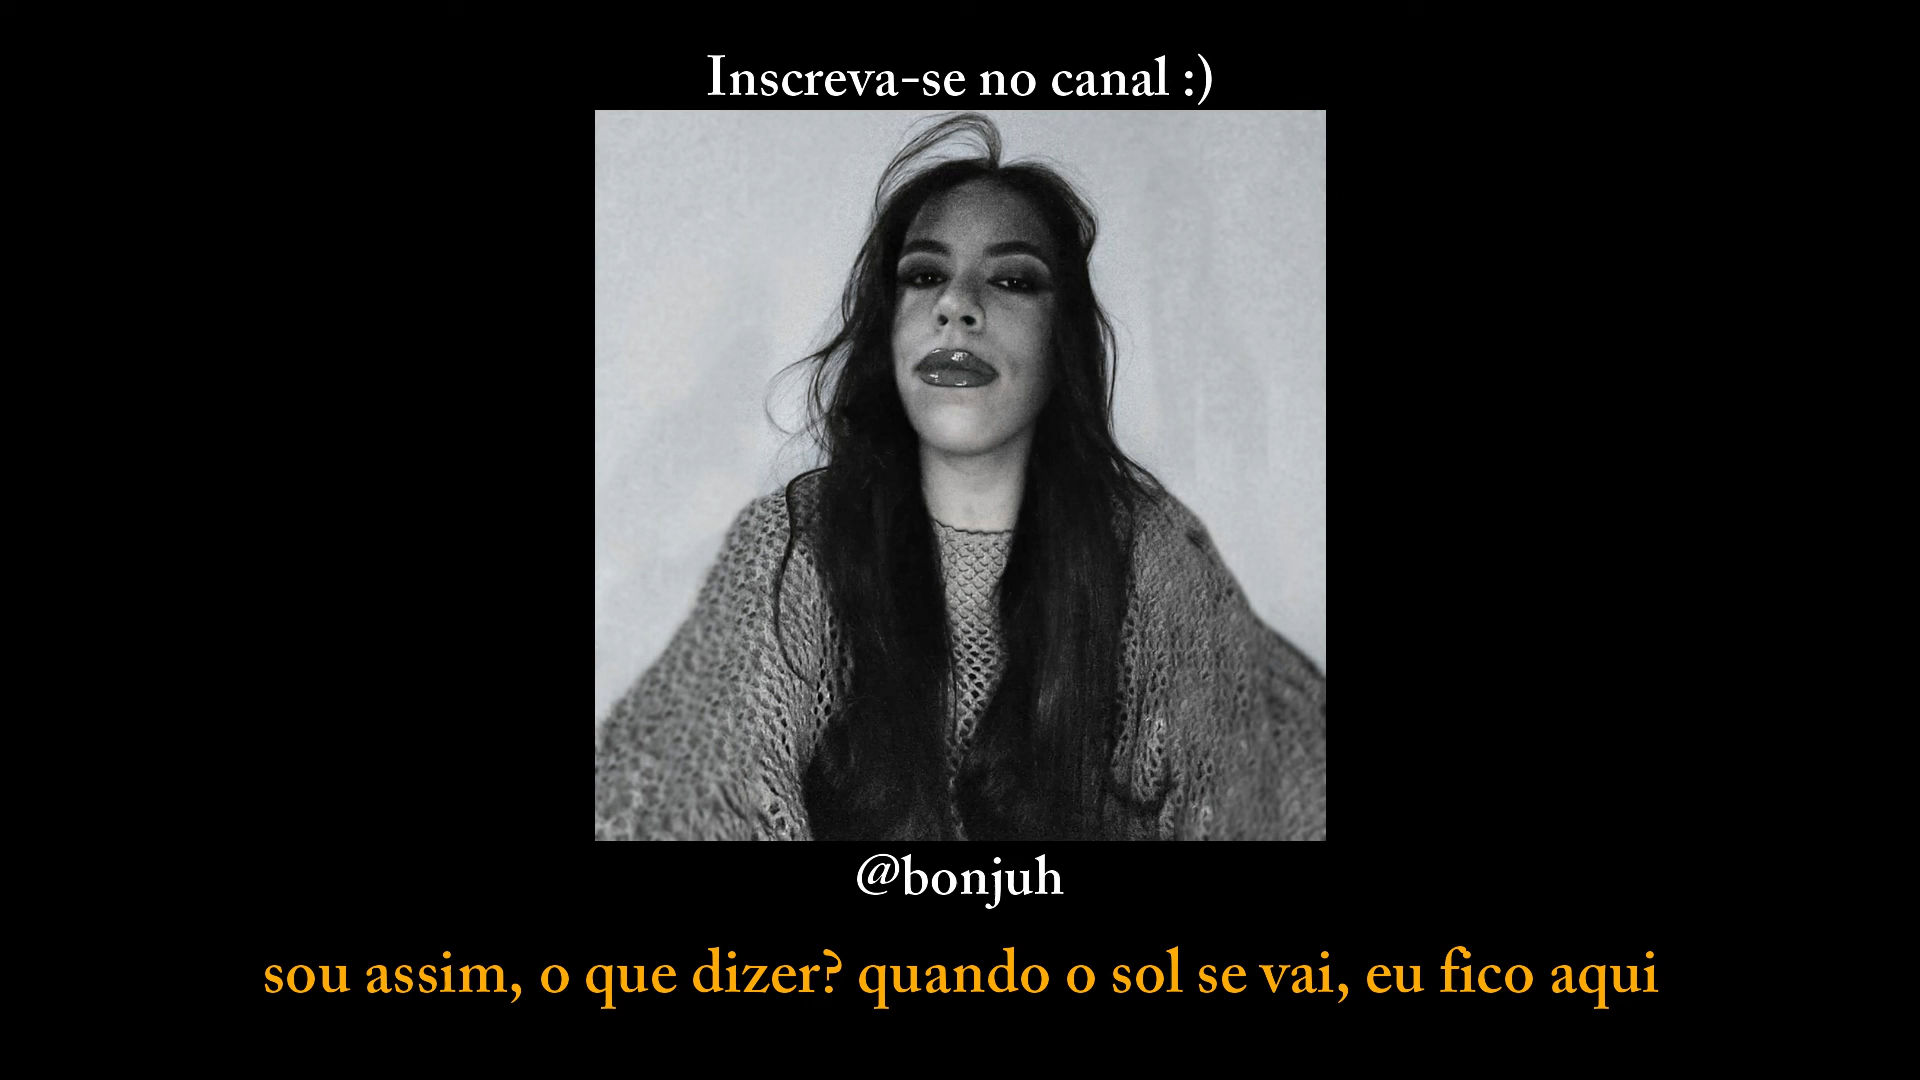 Inscreva-se no canal :)
@bonjuh
sou assim, o que dizer? quando o sol se vai, eu fico aqui